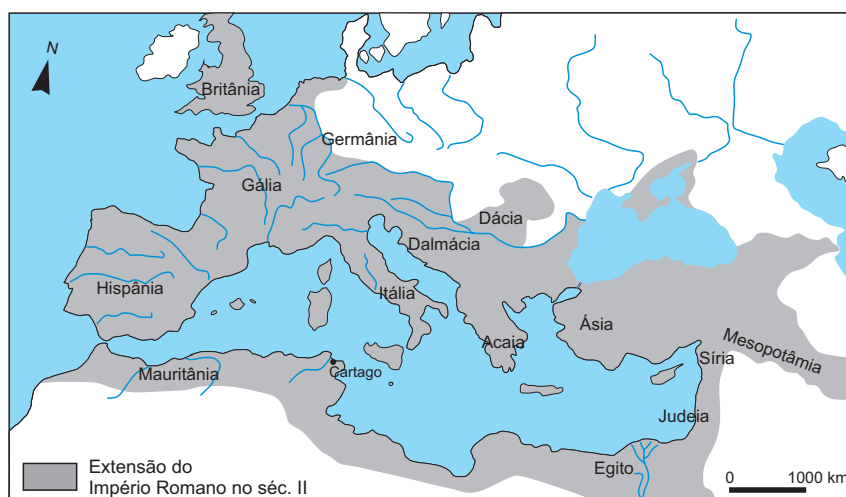 N
Britânia
Germânia
Gália
Dácia
Dalmácia
Hispânia
Itália
Acaia
Ásia
Mesopotâmia
Síria
Mauritânia
Cartago
Judeia
Egito
Extensão do
Império Romano no séc. II
0 1000 km